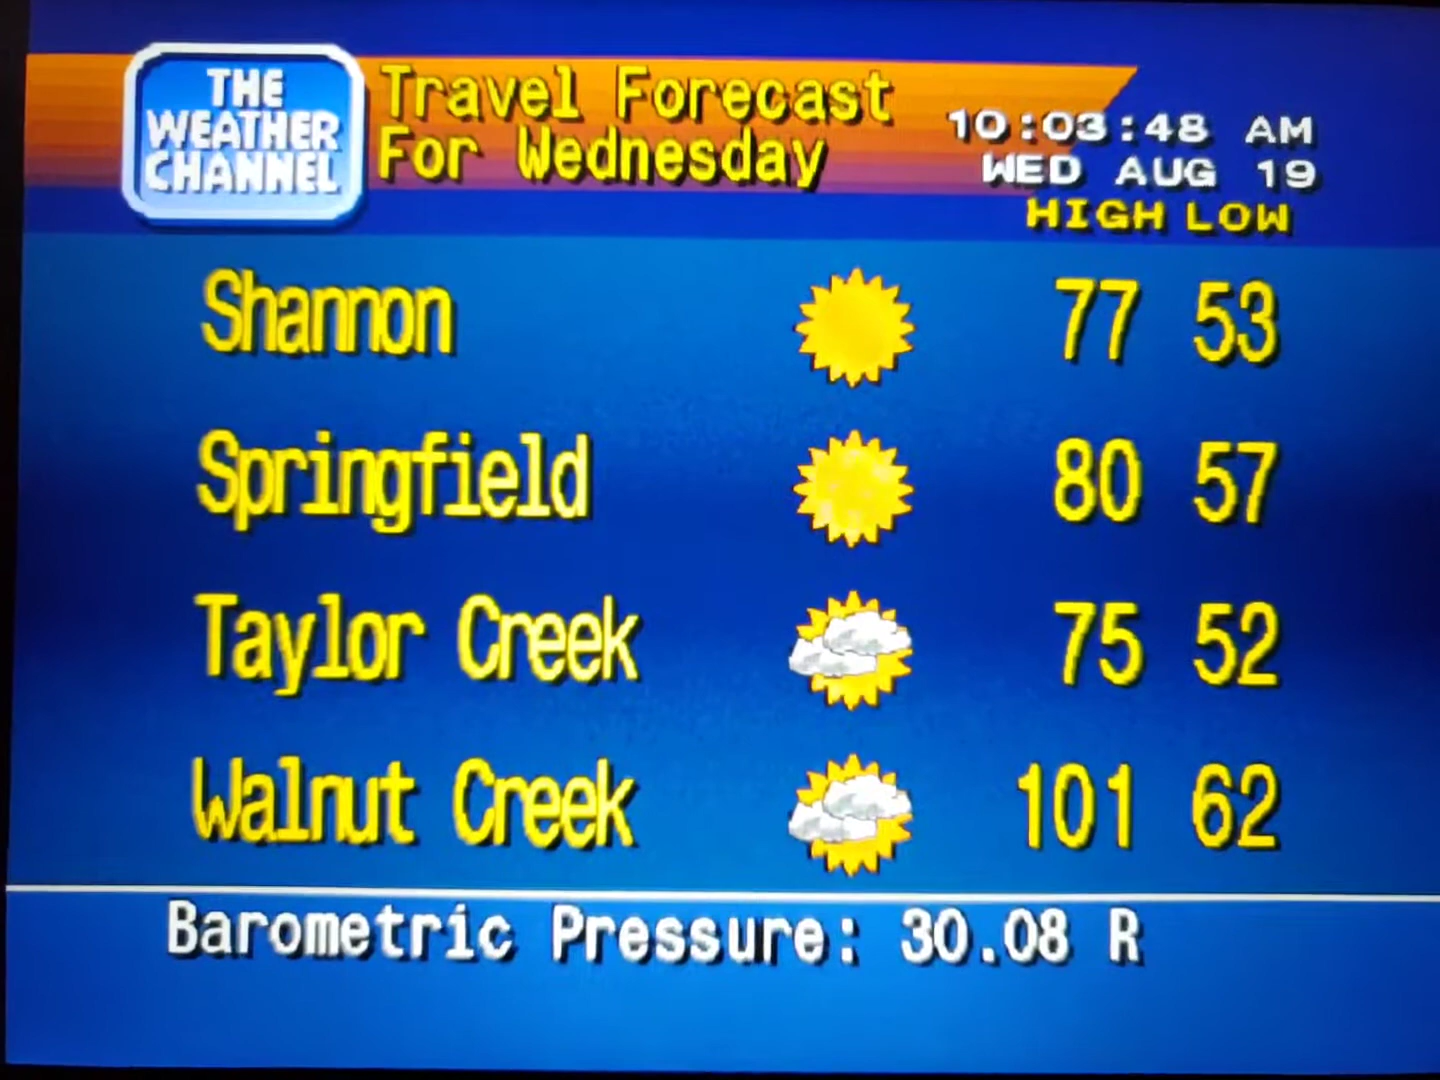 THE
WEATHER
CHANNEL
Travel Forecast
For Wednesday
10:03:48 AM
WED AUG 19
HIGH LOW
Shannon 77 53
Springfield 80 57
Taylor Creek 75 52
Walnut Creek 101 62
Barometric Pressure: 30.08 R